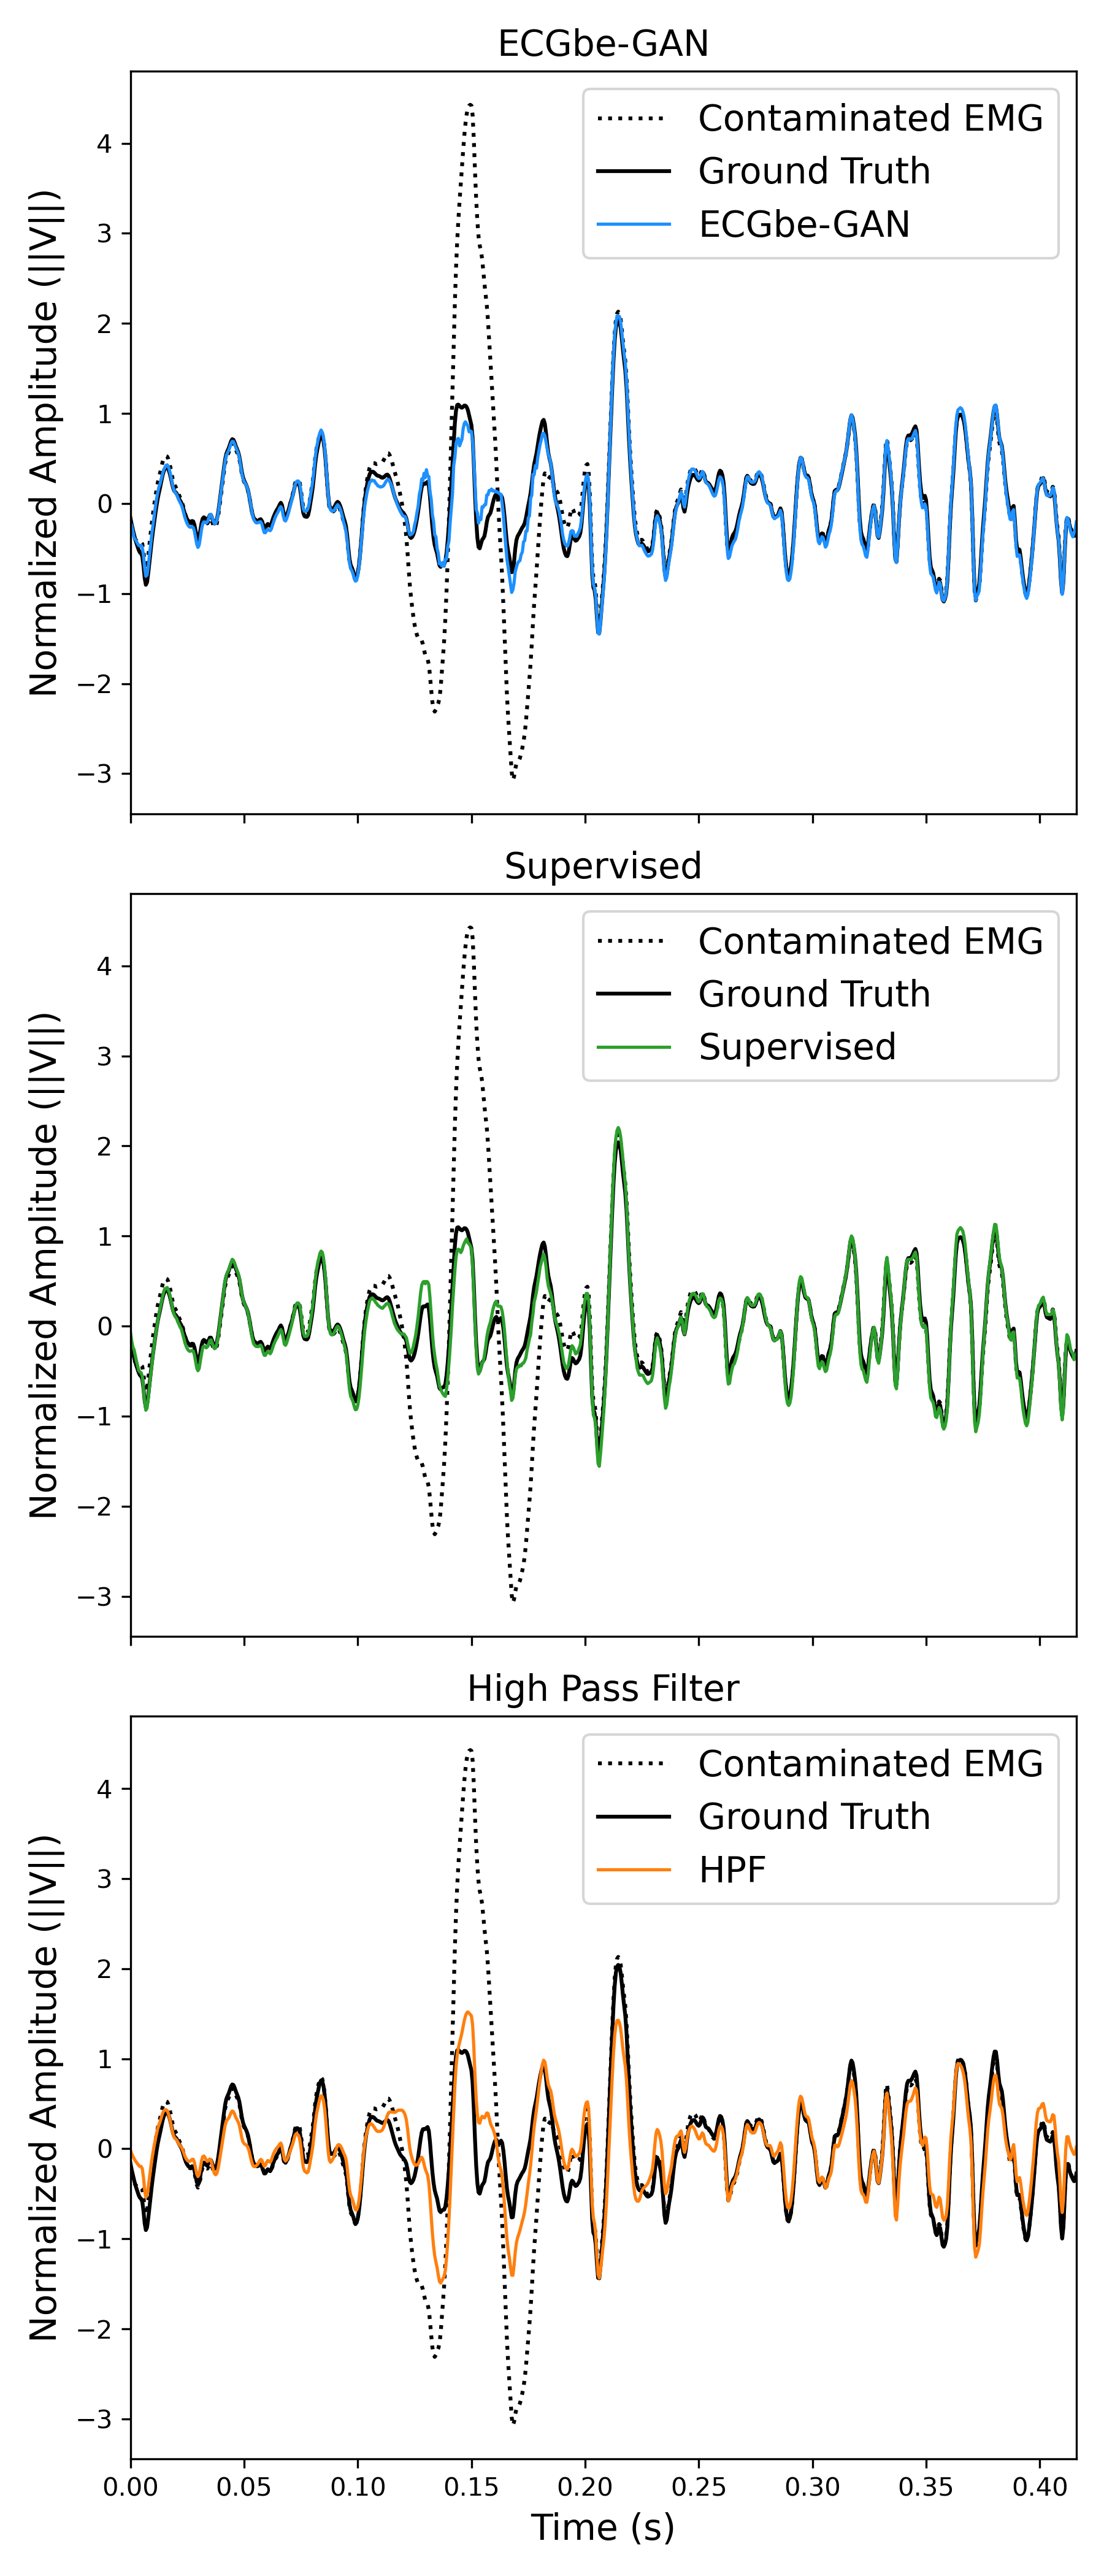 ECGbe-GAN
Contaminated EMG
Ground Truth
ECGbe-GAN
Normalized Amplitude (||V||)
4
3
2
1
0
−1
−2
−3
Supervised
Contaminated EMG
Ground Truth
Supervised
Normalized Amplitude (||V||)
4
3
2
1
0
−1
−2
−3
High Pass Filter
Contaminated EMG
Ground Truth
HPF
Normalized Amplitude (||V||)
4
3
2
1
0
−1
−2
−3
0.00 0.05 0.10 0.15 0.20 0.25 0.30 0.35 0.40
Time (s)